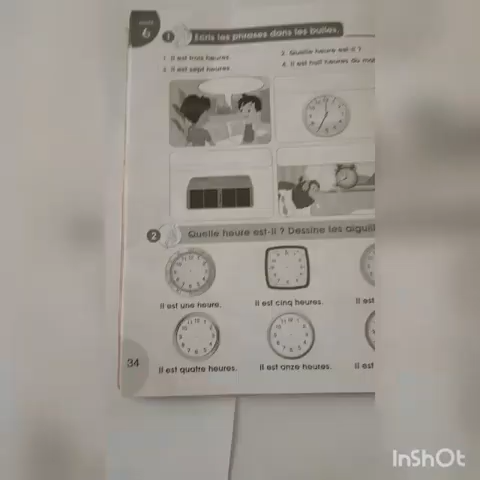 6
1 Écris les phrases dans les bulles.
1. Il est trois heures.
2. Quelle heure est-il ?
3. Il est sept heures.
4. Il est huit heures du
2 Quelle heure est-il ? Dessine les
Il est une heure.
Il est cinq heures.
Il est
Il est quatre heures.
Il est onze heures.
Il est
34
InShOt